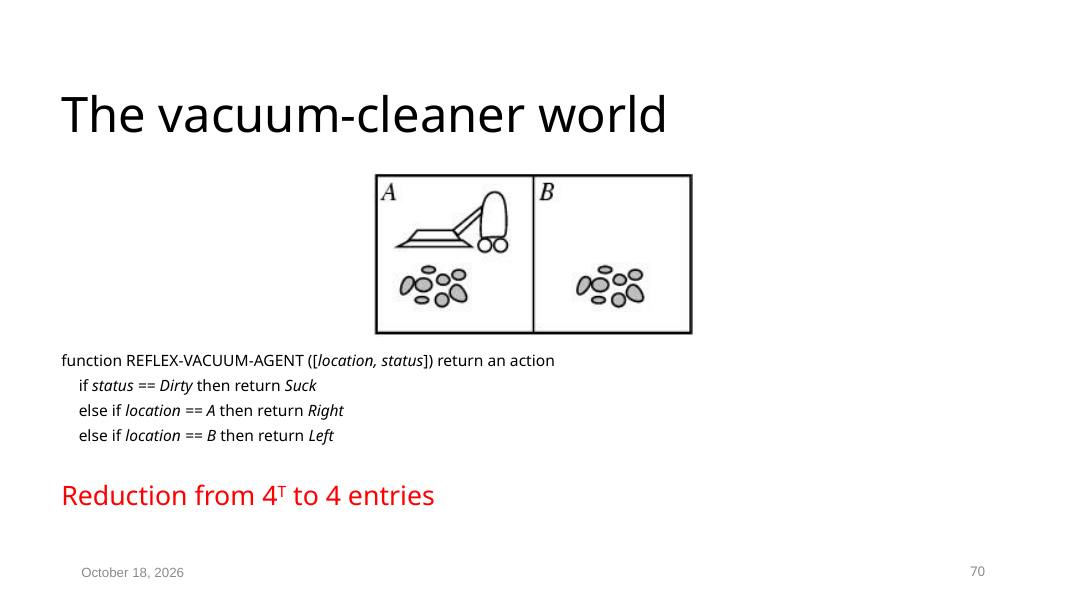 The vacuum-cleaner world
A
B
function REFLEX-VACUUM-AGENT ([location, status]) return an action
if status == Dirty then return Suck
else if location == A then return Right
else if location == B then return Left
Reduction from 4ᵀ to 4 entries
October 18, 2026
70